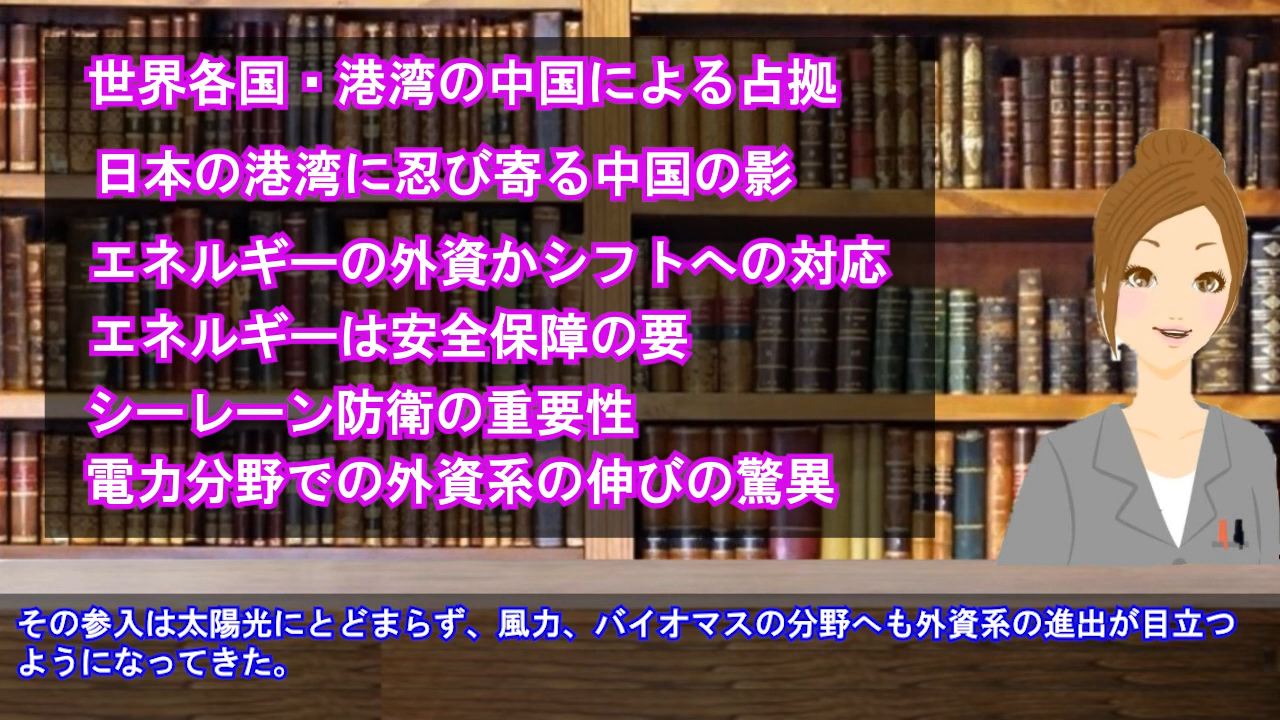 世界各国・港湾の中国による占拠
日本の港湾に忍び寄る中国の影
エネルギーの外資かシフトへの対応
エネルギーは安全保障の要
シーレーン防衛の重要性
電力分野での外資系の伸びの驚異
その参入は太陽光にとどまらず、風力、バイオマスの分野へも外資系の進出が目立つ
ようになってきた。